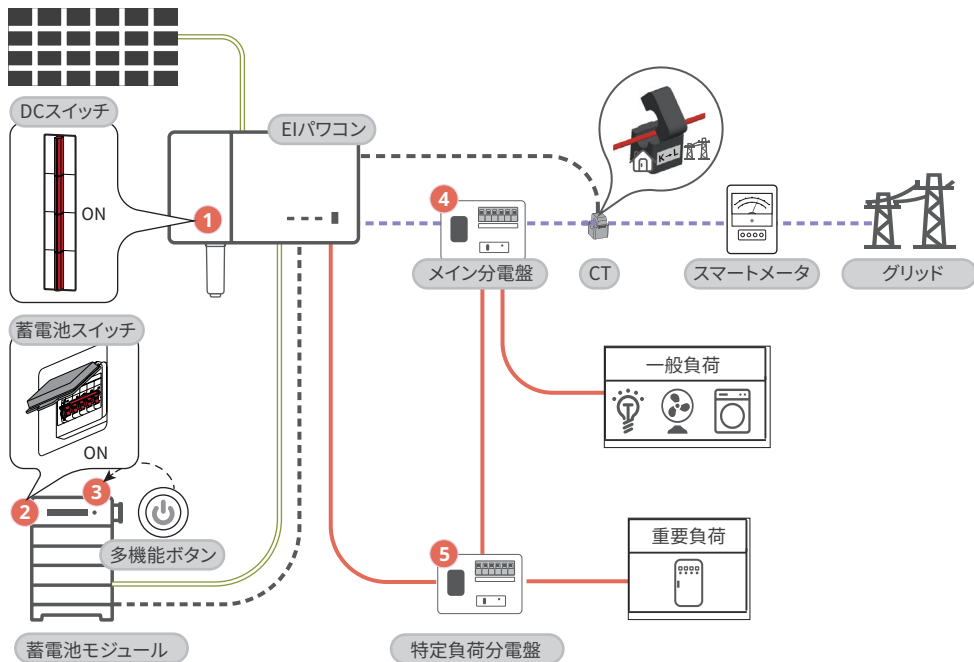 DCスイッチ
ON
1
EIパワコン
K→L
4
メイン分電盤
CT
スマートメータ
グリッド
蓄電池スイッチ
ON
一般負荷
2
3
多機能ボタン
蓄電池モジュール
5
特定負荷分電盤
重要負荷